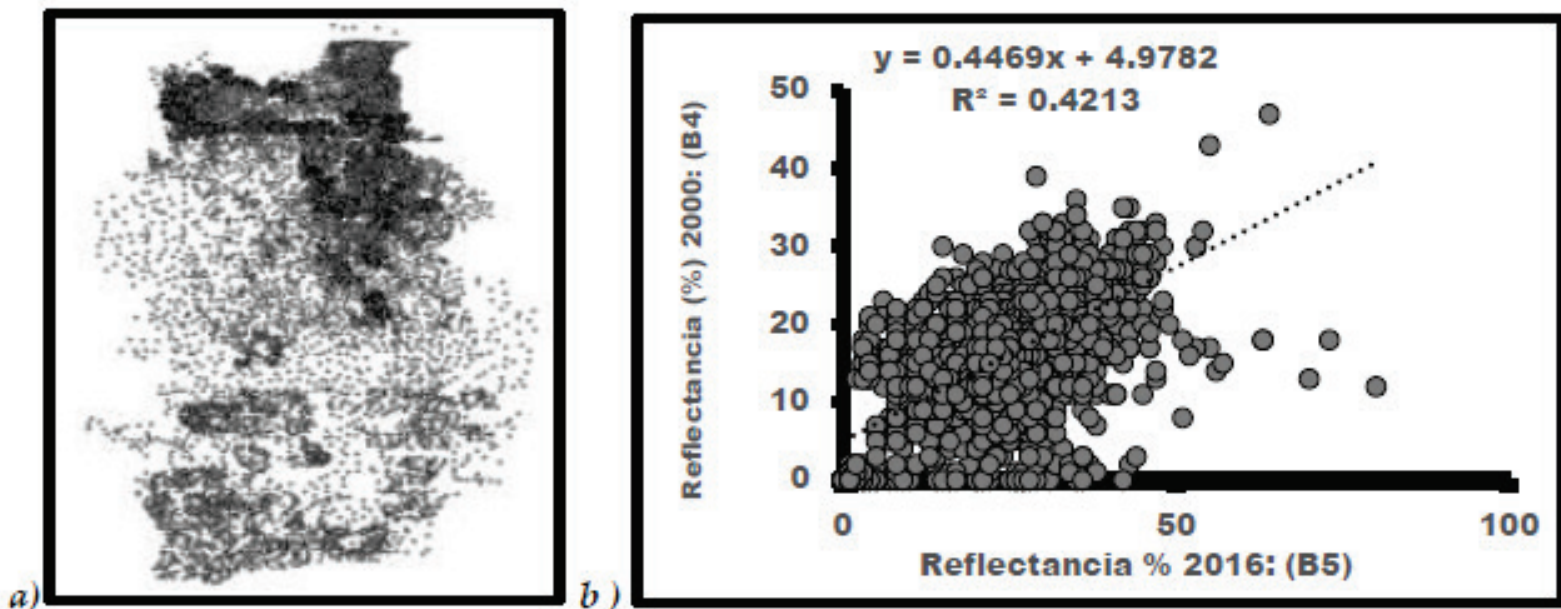 a)
b )
y = 0.4469x + 4.9782
R² = 0.4213
Reflectancia (%) 2000: (B4)
50
40
30
20
10
0
0 50 100
Reflectancia % 2016: (B5)